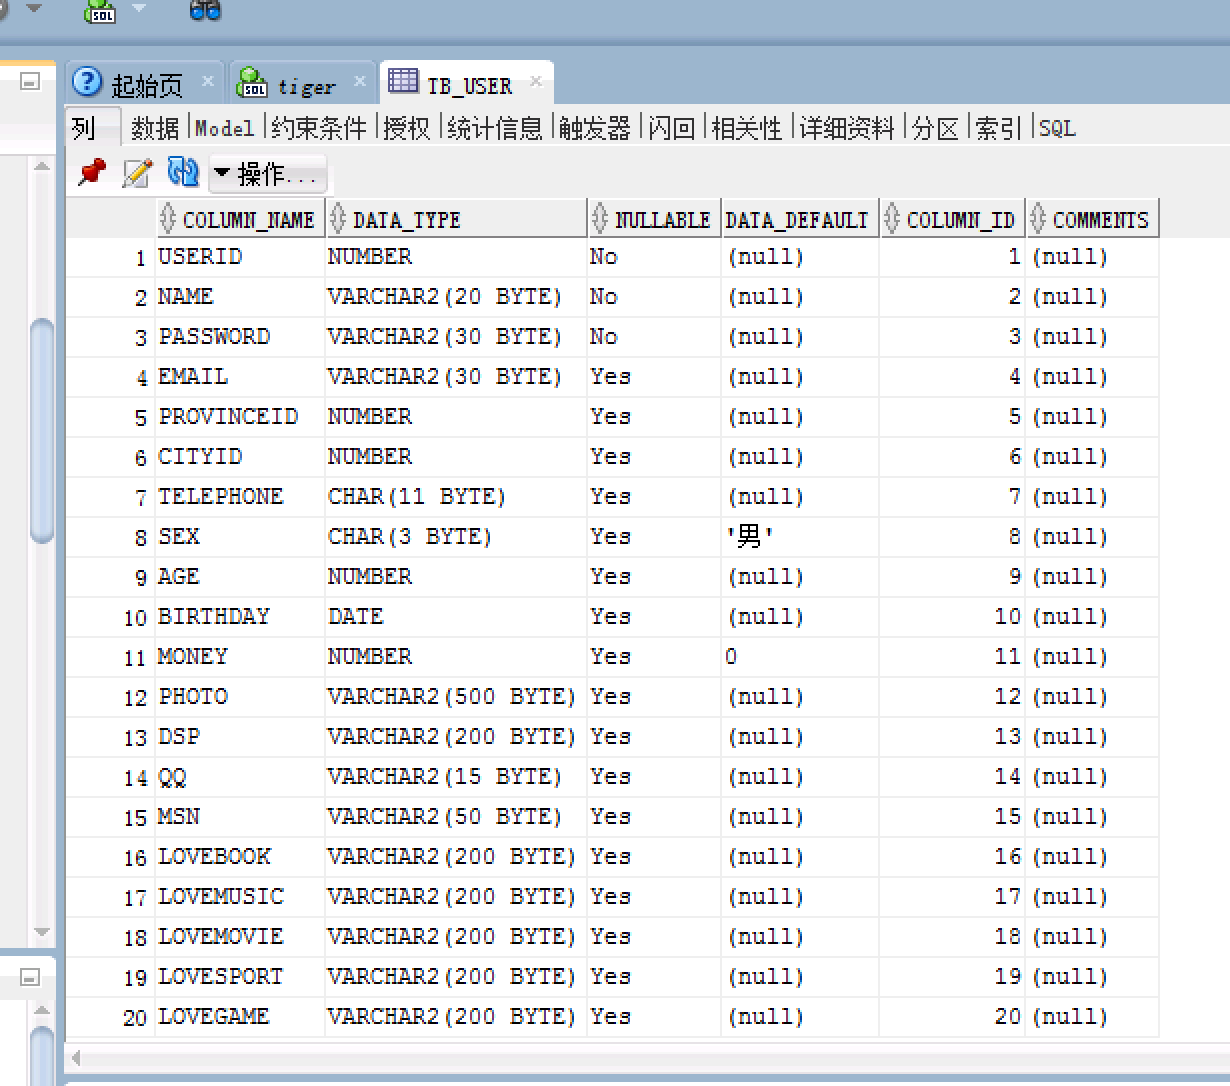 SQL
起始页 tiger TB_USER
列 数据 Model 约束条件 授权 统计信息 触发器 闪回 相关性 详细资料 分区 索引 SQL
操作...
COLUMN_NAME DATA_TYPE NULLABLE DATA_DEFAULT COLUMN_ID COMMENTS
1 USERID NUMBER No (null) 1 (null)
2 NAME VARCHAR2(20 BYTE) No (null) 2 (null)
3 PASSWORD VARCHAR2(30 BYTE) No (null) 3 (null)
4 EMAIL VARCHAR2(30 BYTE) Yes (null) 4 (null)
5 PROVINCEID NUMBER Yes (null) 5 (null)
6 CITYID NUMBER Yes (null) 6 (null)
7 TELEPHONE CHAR(11 BYTE) Yes (null) 7 (null)
8 SEX CHAR(3 BYTE) Yes '男' 8 (null)
9 AGE NUMBER Yes (null) 9 (null)
10 BIRTHDAY DATE Yes (null) 10 (null)
11 MONEY NUMBER Yes 0 11 (null)
12 PHOTO VARCHAR2(500 BYTE) Yes (null) 12 (null)
13 DSP VARCHAR2(200 BYTE) Yes (null) 13 (null)
14 QQ VARCHAR2(15 BYTE) Yes (null) 14 (null)
15 MSN VARCHAR2(50 BYTE) Yes (null) 15 (null)
16 LOVEBOOK VARCHAR2(200 BYTE) Yes (null) 16 (null)
17 LOVEMUSIC VARCHAR2(200 BYTE) Yes (null) 17 (null)
18 LOVEMOVIE VARCHAR2(200 BYTE) Yes (null) 18 (null)
19 LOVESPORT VARCHAR2(200 BYTE) Yes (null) 19 (null)
20 LOVEGAME VARCHAR2(200 BYTE) Yes (null) 20 (null)